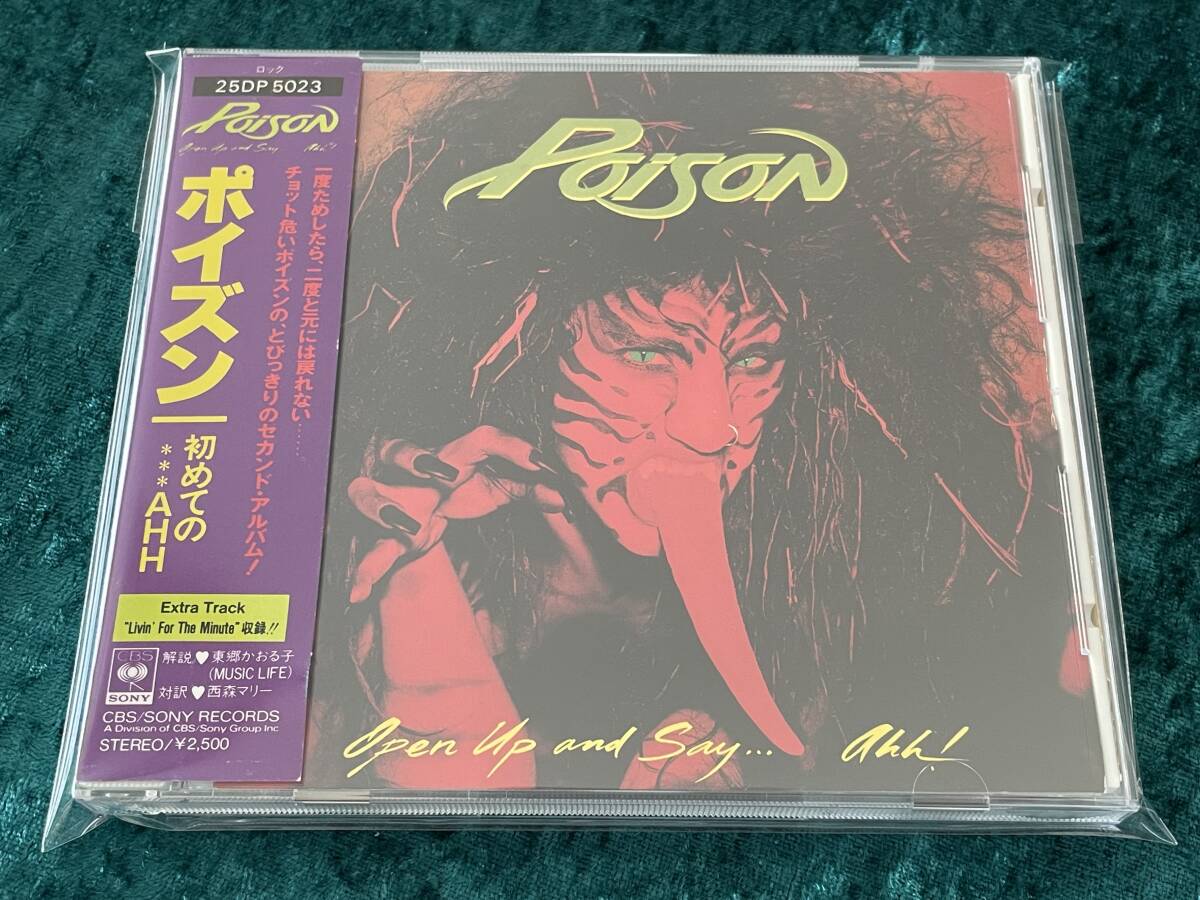 ロック
25DP 5023
POISON
Open Up and Say Ahh!
ポイズン
初めての
***AHH
一度ためしたら、二度と元には戻れない……
チョット危いポイズンの、とびっきりのセカンド・アルバム!
Extra Track
"Livin' For The Minute"収録!!
CBS
SONY
解説♥東郷かおる子
(MUSIC LIFE)
対訳♥西森マリー
CBS/SONY RECORDS
A Division of CBS/Sony Group Inc
STEREO/¥2,500
POISON
Open Up and Say... Ahh!